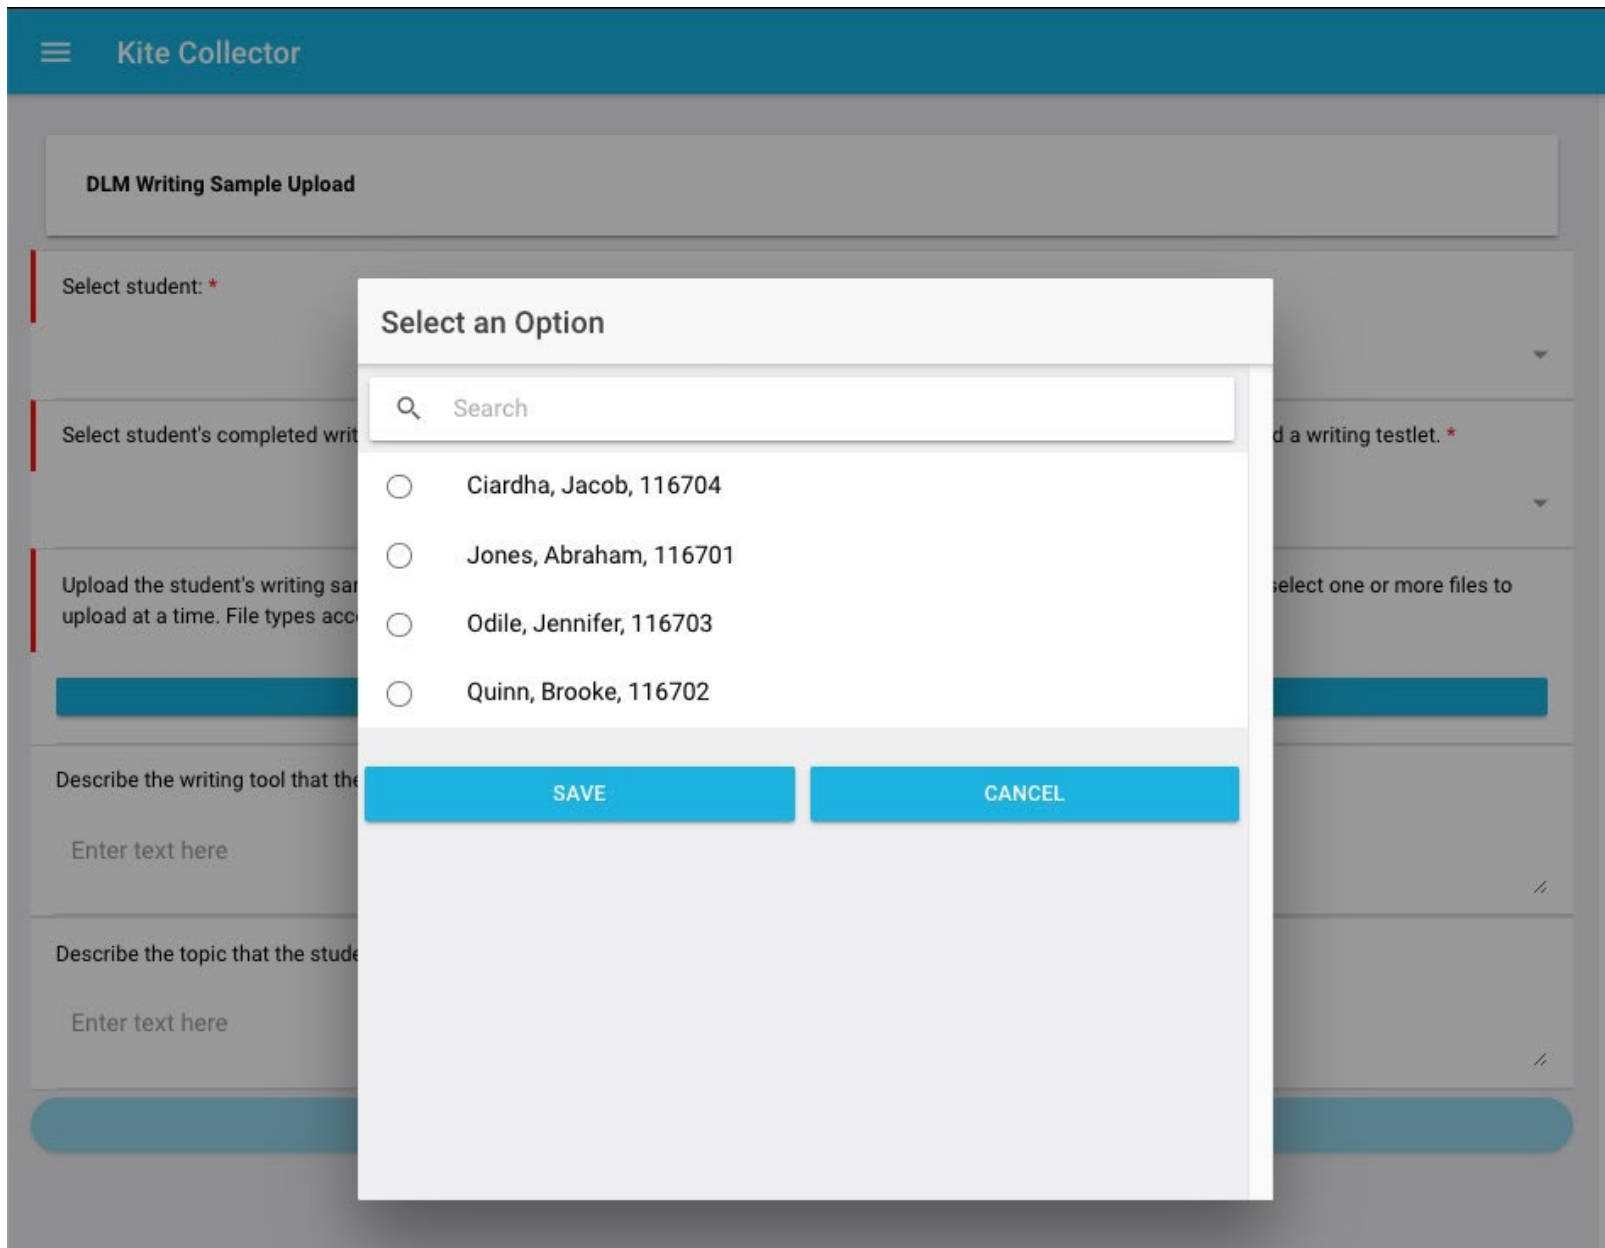 Kite Collector
DLM Writing Sample Upload
Select student: *
Select an Option
Search
Select student's completed writ
d a writing testlet. *
Ciardha, Jacob, 116704
Jones, Abraham, 116701
Upload the student's writing sa
select one or more files to
upload at a time. File types acc
Odile, Jennifer, 116703
Quinn, Brooke, 116702
Describe the writing tool that the
SAVE
CANCEL
Enter text here
Describe the topic that the stude
Enter text here